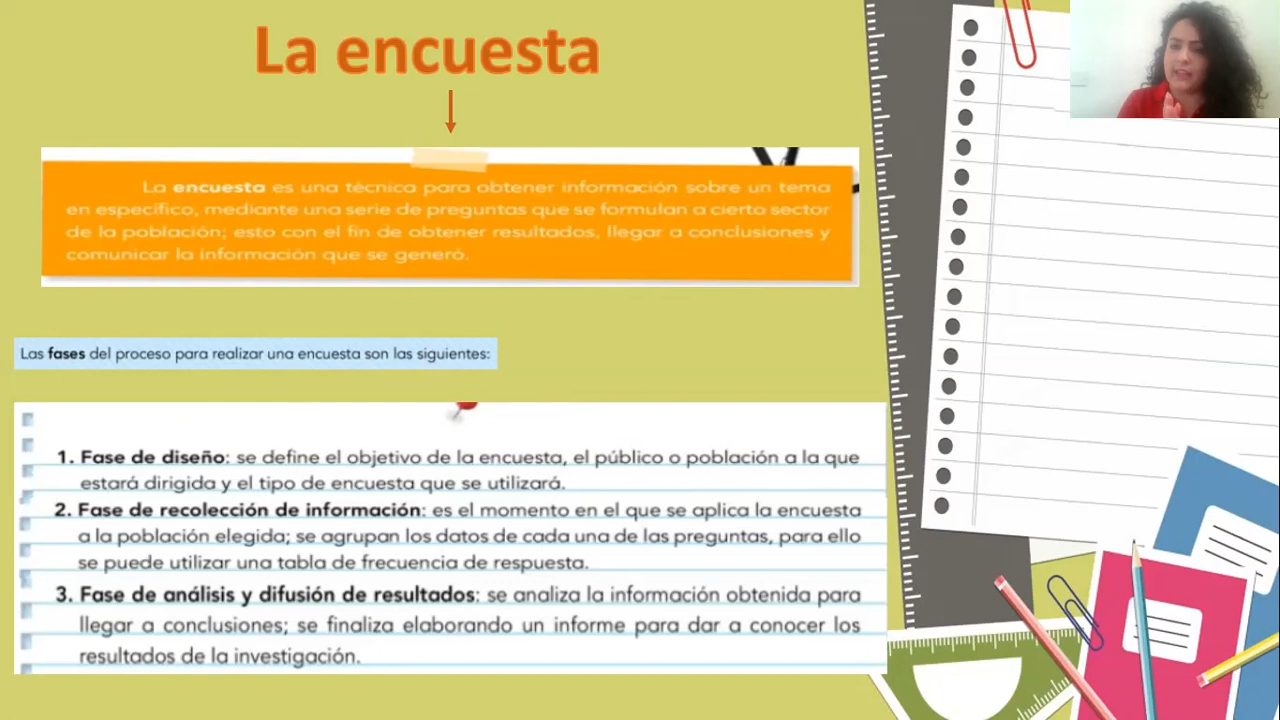 La encuesta
La encuesta es una técnica para obtener información sobre un tema
en específico, mediante una serie de preguntas que se formulan a cierto sector
de la población; esto con el fin de obtener resultados, llegar a conclusiones y
comunicar la información que se generó.
Las fases del proceso para realizar una encuesta son las siguientes:
1. Fase de diseño: se define el objetivo de la encuesta, el público o población a la que
estará dirigida y el tipo de encuesta que se utilizará.
2. Fase de recolección de información: es el momento en el que se aplica la encuesta
a la población elegida; se agrupan los datos de cada una de las preguntas, para ello
se puede utilizar una tabla de frecuencia de respuesta.
3. Fase de análisis y difusión de resultados: se analiza la información obtenida para
llegar a conclusiones; se finaliza elaborando un informe para dar a conocer los
resultados de la investigación.